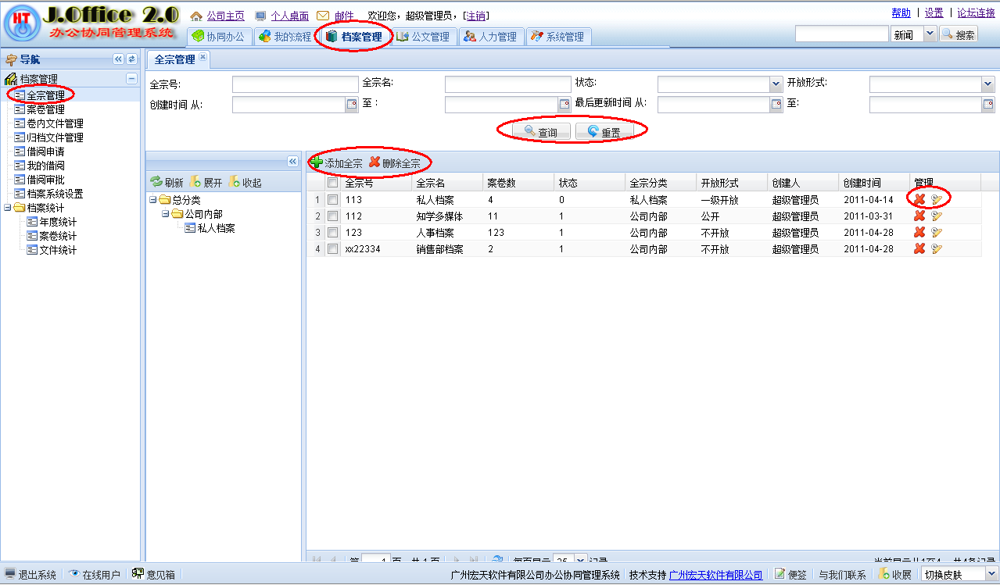 HT J.Office 2.0
办公协同管理系统
公司主页 个人桌面 邮件 欢迎您，超级管理员，[注销]
帮助 | 设置 | 论坛连接
协同办公 我的流程 档案管理 公文管理 人力管理 系统管理
新闻 搜索
导航
档案管理
全宗管理
案卷管理
卷内文件管理
归档文件管理
借阅申请
我的借阅
借阅审批
档案系统设置
档案统计
年度统计
案卷统计
文件统计
全宗管理
全宗号: 全宗名: 状态: 开放形式:
创建时间 从: 至： 最后更新时间 从: 至:
查询 重置
刷新 展开 收起
总分类
公司内部
私人档案
添加全宗 删除全宗
全宗号 全宗名 案卷数 状态 全宗分类 开放形式 创建人 创建时间 管理
1 113 私人档案 4 0 私人档案 一级开放 超级管理员 2011-04-14
2 112 知学多媒体 11 1 公司内部 公开 超级管理员 2011-03-31
3 123 人事档案 123 1 公司内部 不开放 超级管理员 2011-04-28
4 xx22334 销售部档案 2 1 公司内部 不开放 超级管理员 2011-04-28
第 1 页 共 1 页 每页显示 25 记录 当前显示从1至4， 共4条记录
退出系统 在线用户 意见箱 广州宏天软件有限公司办公协同管理系统 技术支持 广州宏天软件有限公司 便签 与我们联系 收展 切换皮肤